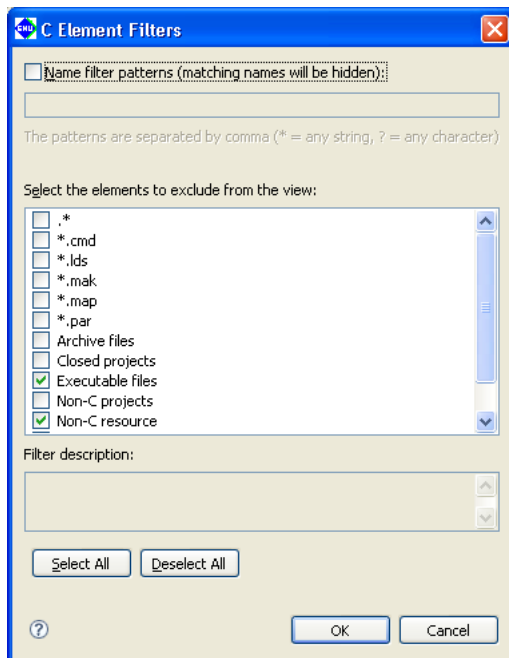 GNU C Element Filters
Name filter patterns (matching names will be hidden):
The patterns are separated by comma (* = any string, ? = any character)
Select the elements to exclude from the view:
.*
*.cmd
*.lds
*.mak
*.map
*.par
Archive files
Closed projects
Executable files
Non-C projects
Non-C resource
Filter description:
Select All Deselect All
? OK Cancel